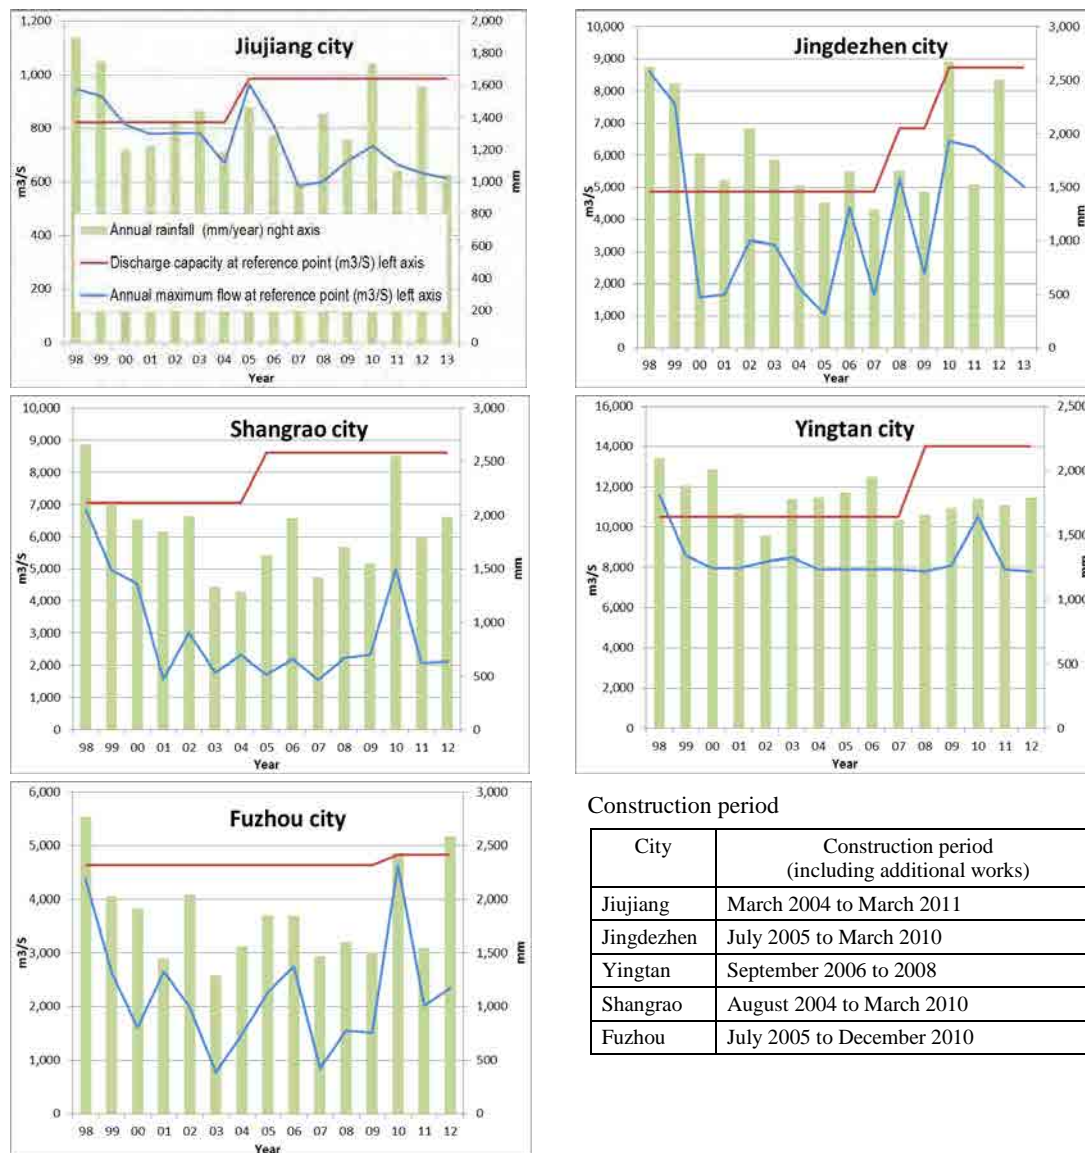 Jiujiang city
1,200
1,000
800
600
400
200
0
m3/S
2,000
1,800
1,600
1,400
1,200
1,000
800
600
400
200
0
mm
Annual rainfall (mm/year) right axis
Discharge capacity at reference point (m3/S) left axis
Annual maximum flow at reference point (m3/S) left axis
98 99 00 01 02 03 04 05 06 07 08 09 10 11 12 13
Year
Jingdezhen city
10,000
9,000
8,000
7,000
6,000
5,000
4,000
3,000
2,000
1,000
0
m3/S
3,000
2,500
2,000
1,500
1,000
500
0
mm
98 99 00 01 02 03 04 05 06 07 08 09 10 11 12 13
Year
Shangrao city
10,000
9,000
8,000
7,000
6,000
5,000
4,000
3,000
2,000
1,000
0
m3/S
3,000
2,500
2,000
1,500
1,000
500
0
mm
98 99 00 01 02 03 04 05 06 07 08 09 10 11 12
Year
Yingtan city
16,000
14,000
12,000
10,000
8,000
6,000
4,000
2,000
0
m3/S
2,500
2,000
1,500
1,000
500
0
mm
98 99 00 01 02 03 04 05 06 07 08 09 10 11 12
Year
Fuzhou city
6,000
5,000
4,000
3,000
2,000
1,000
0
m3/S
3,000
2,500
2,000
1,500
1,000
500
0
mm
98 99 00 01 02 03 04 05 06 07 08 09 10 11 12
Year
Construction period
City Construction period
(including additional works)
Jiujiang March 2004 to March 2011
Jingdezhen July 2005 to March 2010
Yingtan September 2006 to 2008
Shangrao August 2004 to March 2010
Fuzhou July 2005 to December 2010